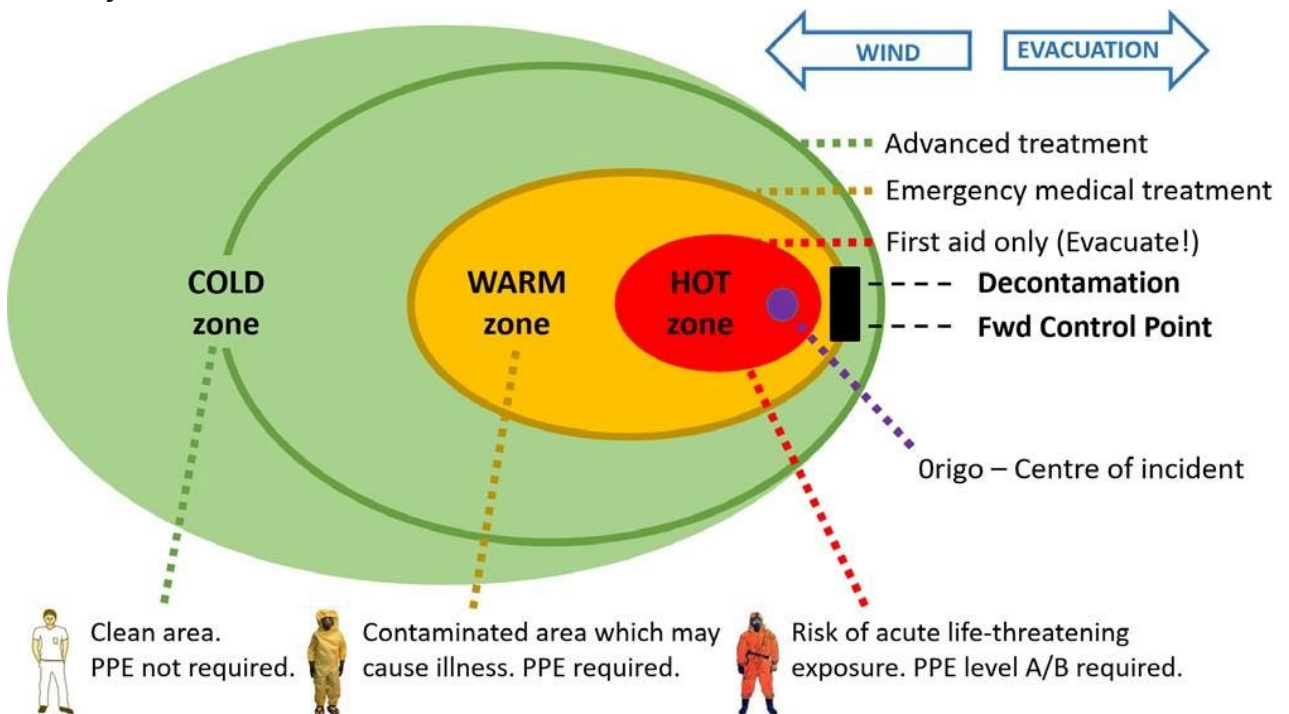 WIND
EVACUATION
Advanced treatment
Emergency medical treatment
First aid only (Evacuate!)
COLD
zone
WARM
zone
HOT
zone
Decontamation
Fwd Control Point
0rigo – Centre of incident
Clean area.
PPE not required.
Contaminated area which may
cause illness. PPE required.
Risk of acute life-threatening
exposure. PPE level A/B required.